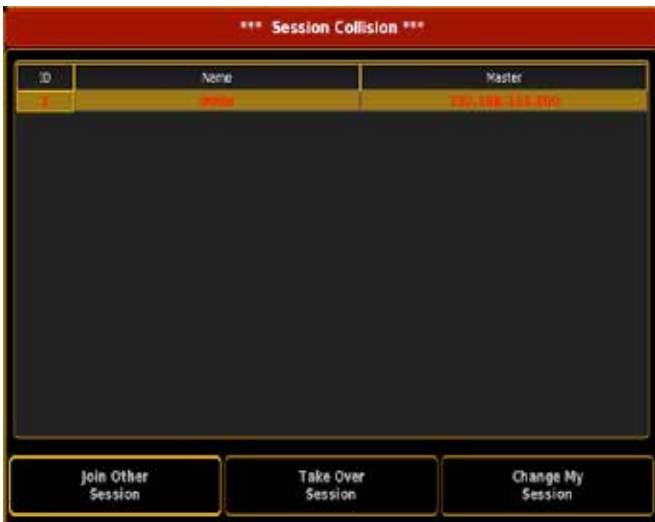 *** Session Collision ***
ID Name Master
Join Other
Session
Take Over
Session
Change My
Session